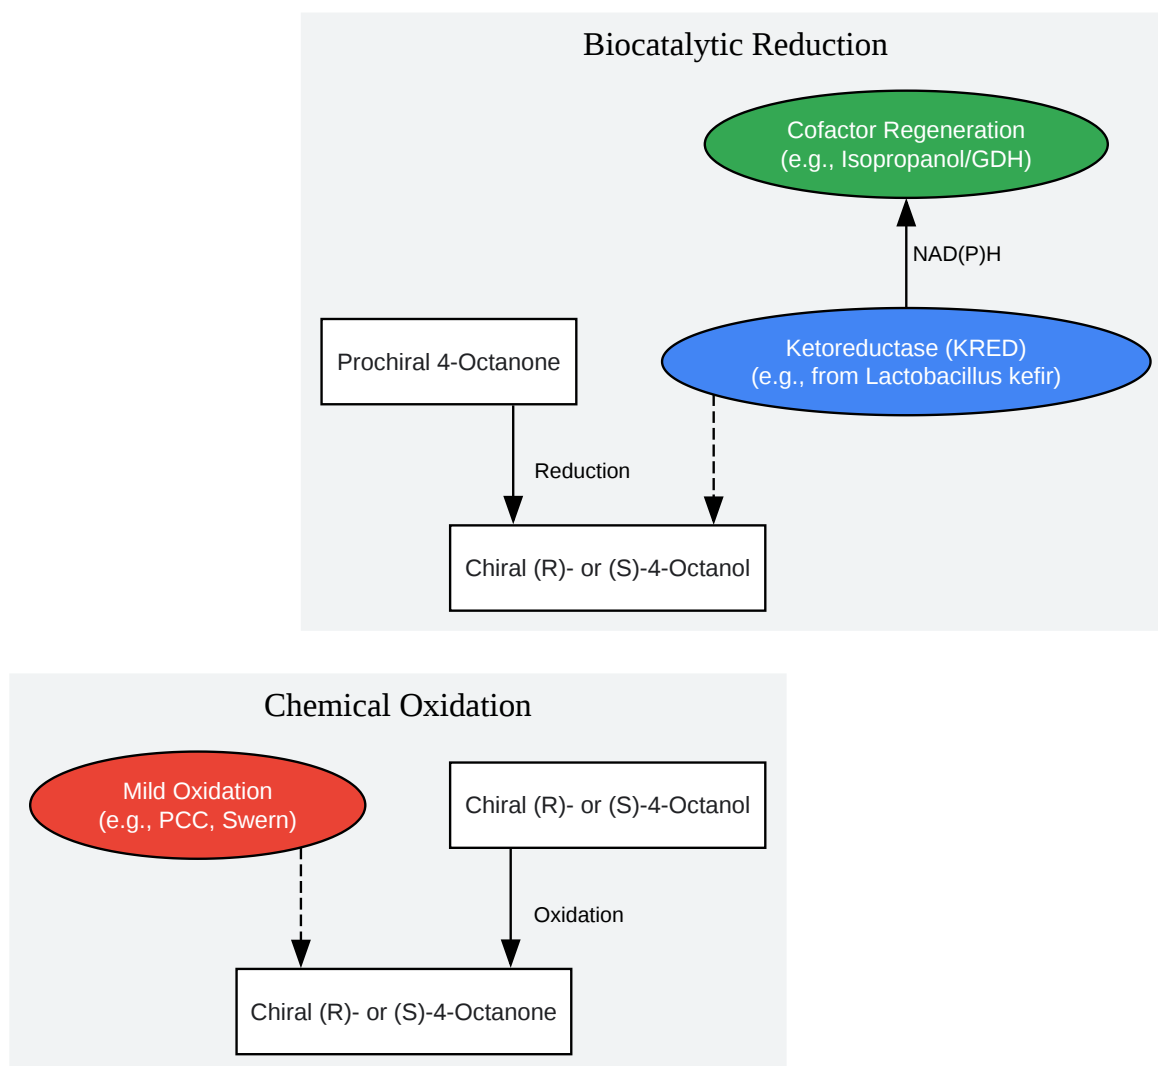 Biocatalytic Reduction
Cofactor Regeneration
(e.g., Isopropanol/GDH)
NAD(P)H
Prochiral 4-Octanone
Ketoreductase (KRED)
(e.g., from Lactobacillus kefir)
Reduction
Chiral (R)- or (S)-4-Octanol
Chemical Oxidation
Mild Oxidation
(e.g., PCC, Swern)
Chiral (R)- or (S)-4-Octanol
Oxidation
Chiral (R)- or (S)-4-Octanone